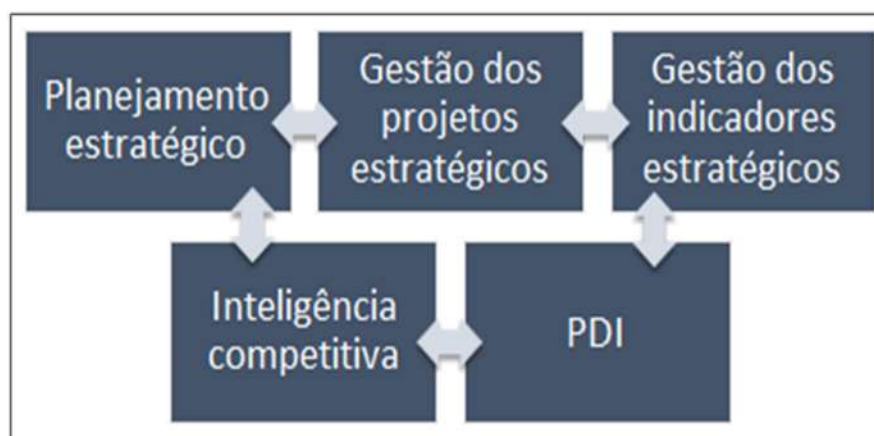 Planejamento
estratégico
Gestão dos
projetos
estratégicos
Gestão dos
indicadores
estratégicos
Inteligência
competitiva
PDI